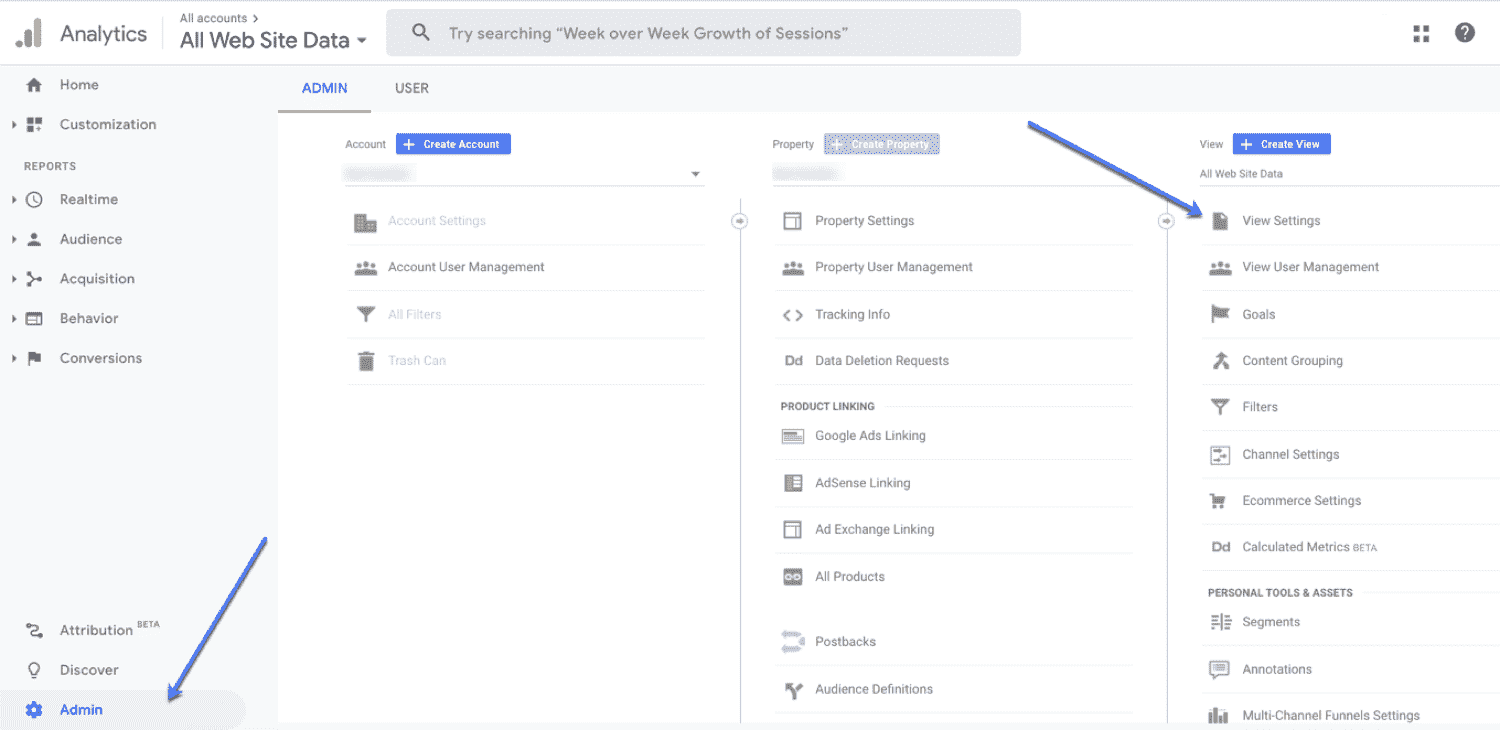 Analytics
All accounts
All Web Site Data
Try searching “Week over Week Growth of Sessions”
Home
Customization
REPORTS
Realtime
Audience
Acquisition
Behavior
Conversions
Attribution BETA
Discover
Admin
ADMIN
USER
Account
Create Account
Account Settings
Account User Management
All Filters
Trash Can
Property
Create Property
Property Settings
Property User Management
Tracking Info
Dd Data Deletion Requests
PRODUCT LINKING
Google Ads Linking
AdSense Linking
Ad Exchange Linking
All Products
Postbacks
Audience Definitions
View
Create View
All Web Site Data
View Settings
View User Management
Goals
Content Grouping
Filters
Channel Settings
Ecommerce Settings
Dd Calculated Metrics BETA
PERSONAL TOOLS & ASSETS
Segments
Annotations
Multi-Channel Funnels Settings